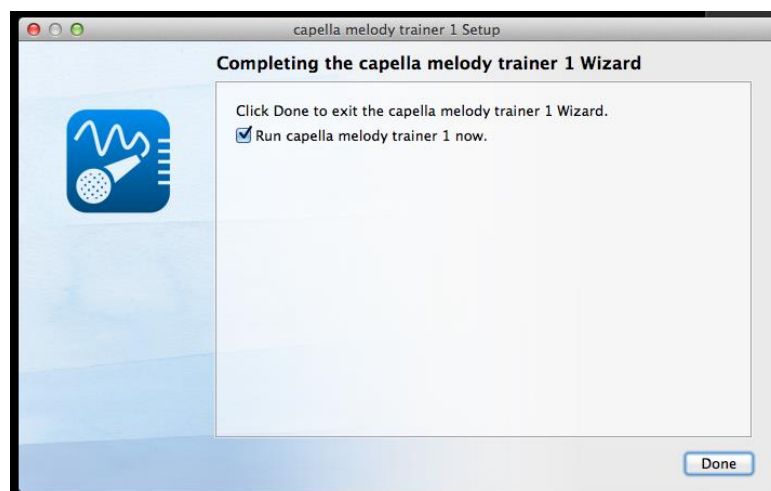 capella melody trainer 1 Setup
Completing the capella melody trainer 1 Wizard
Click Done to exit the capella melody trainer 1 Wizard.
Run capella melody trainer 1 now.
Done